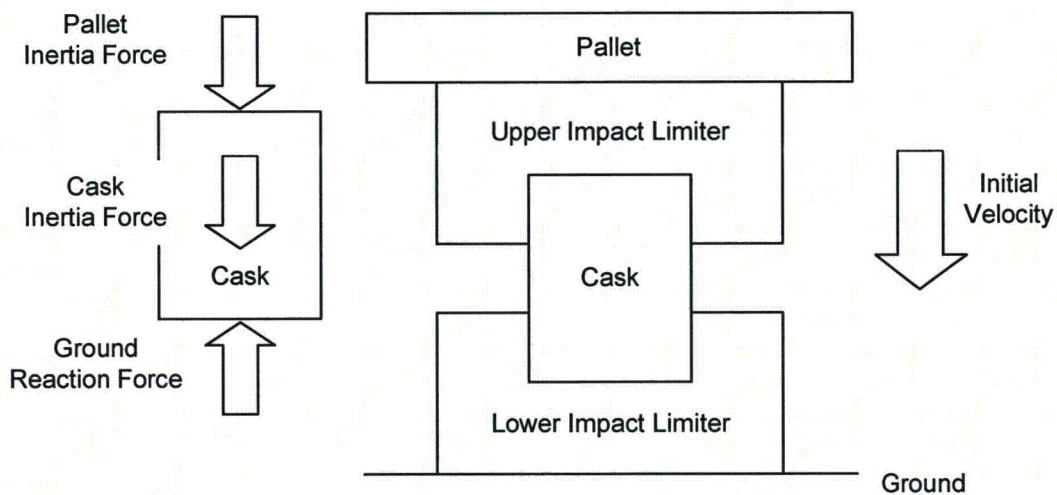 Pallet
Inertia Force
Cask
Inertia Force
Cask
Ground
Reaction Force
Pallet
Upper Impact Limiter
Cask
Lower Impact Limiter
Initial
Velocity
Ground